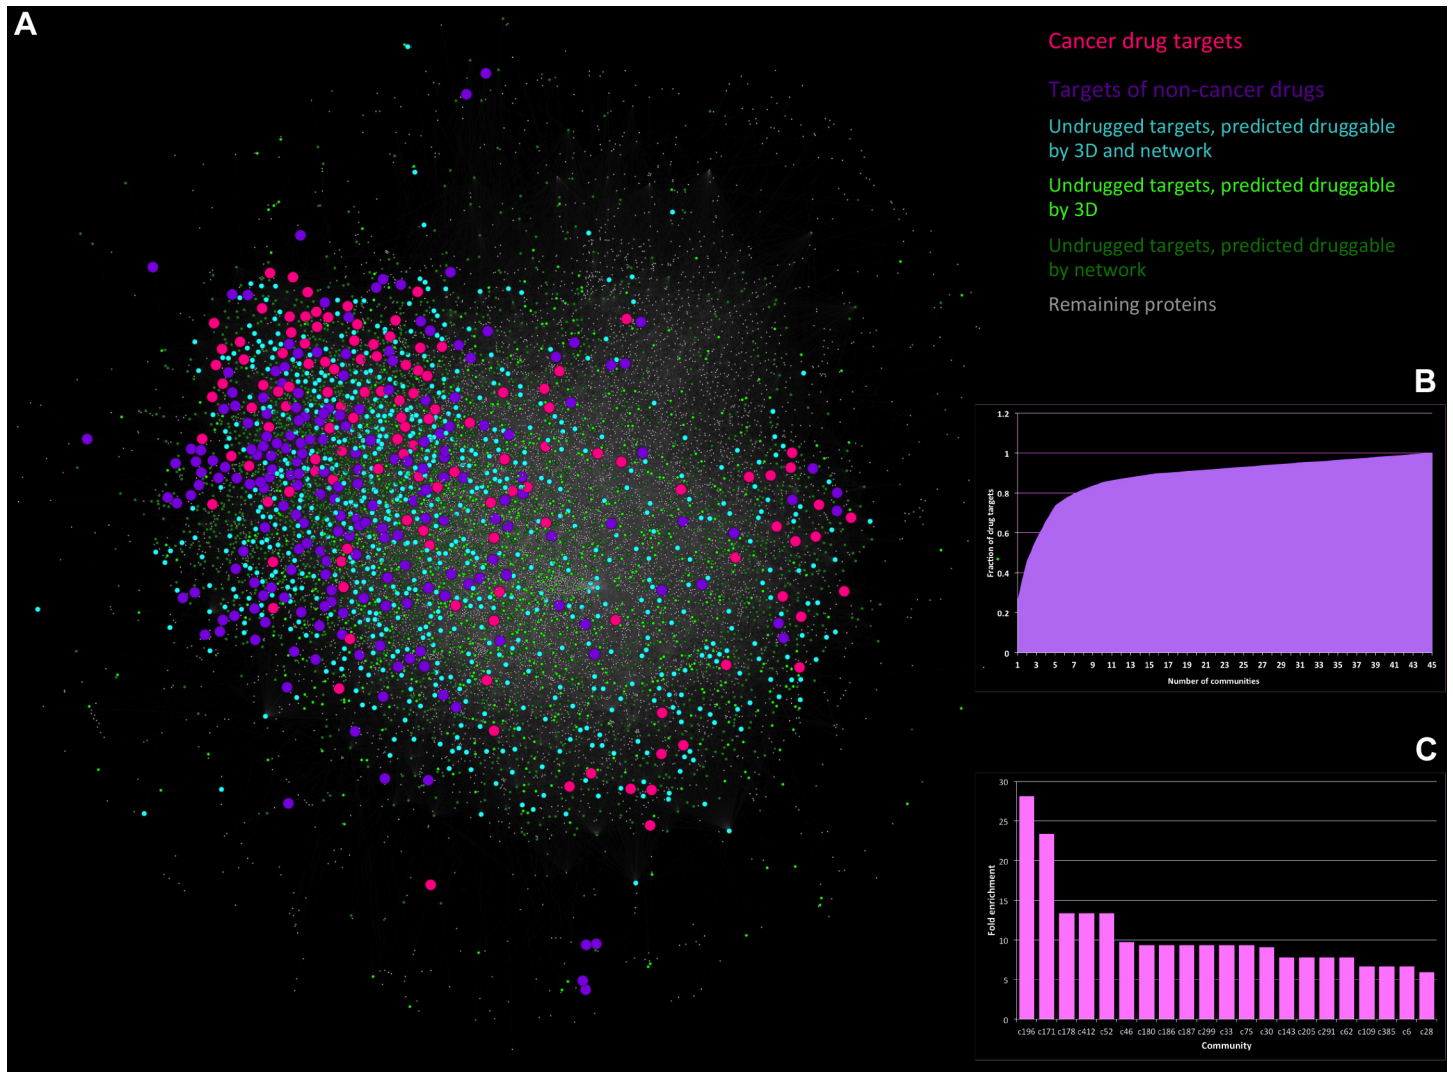 A
Cancer drug targets
Targets of non-cancer drugs
Undrugged targets, predicted druggable
by 3D and network
Undrugged targets, predicted druggable
by 3D
Undrugged targets, predicted druggable
by network
Remaining proteins
B
Fraction of drug targets
1.2
1
0.8
0.6
0.4
0.2
0
1 3 5 7 9 11 13 15 17 19 21 23 25 27 29 31 33 35 37 39 41 43 45
Number of communities
C
Fold enrichment
30
25
20
15
10
5
0
c196 c171 c178 c412 c52 c46 c180 c186 c187 c299 c33 c75 c30 c143 c205 c291 c62 c109 c385 c6 c28
Community